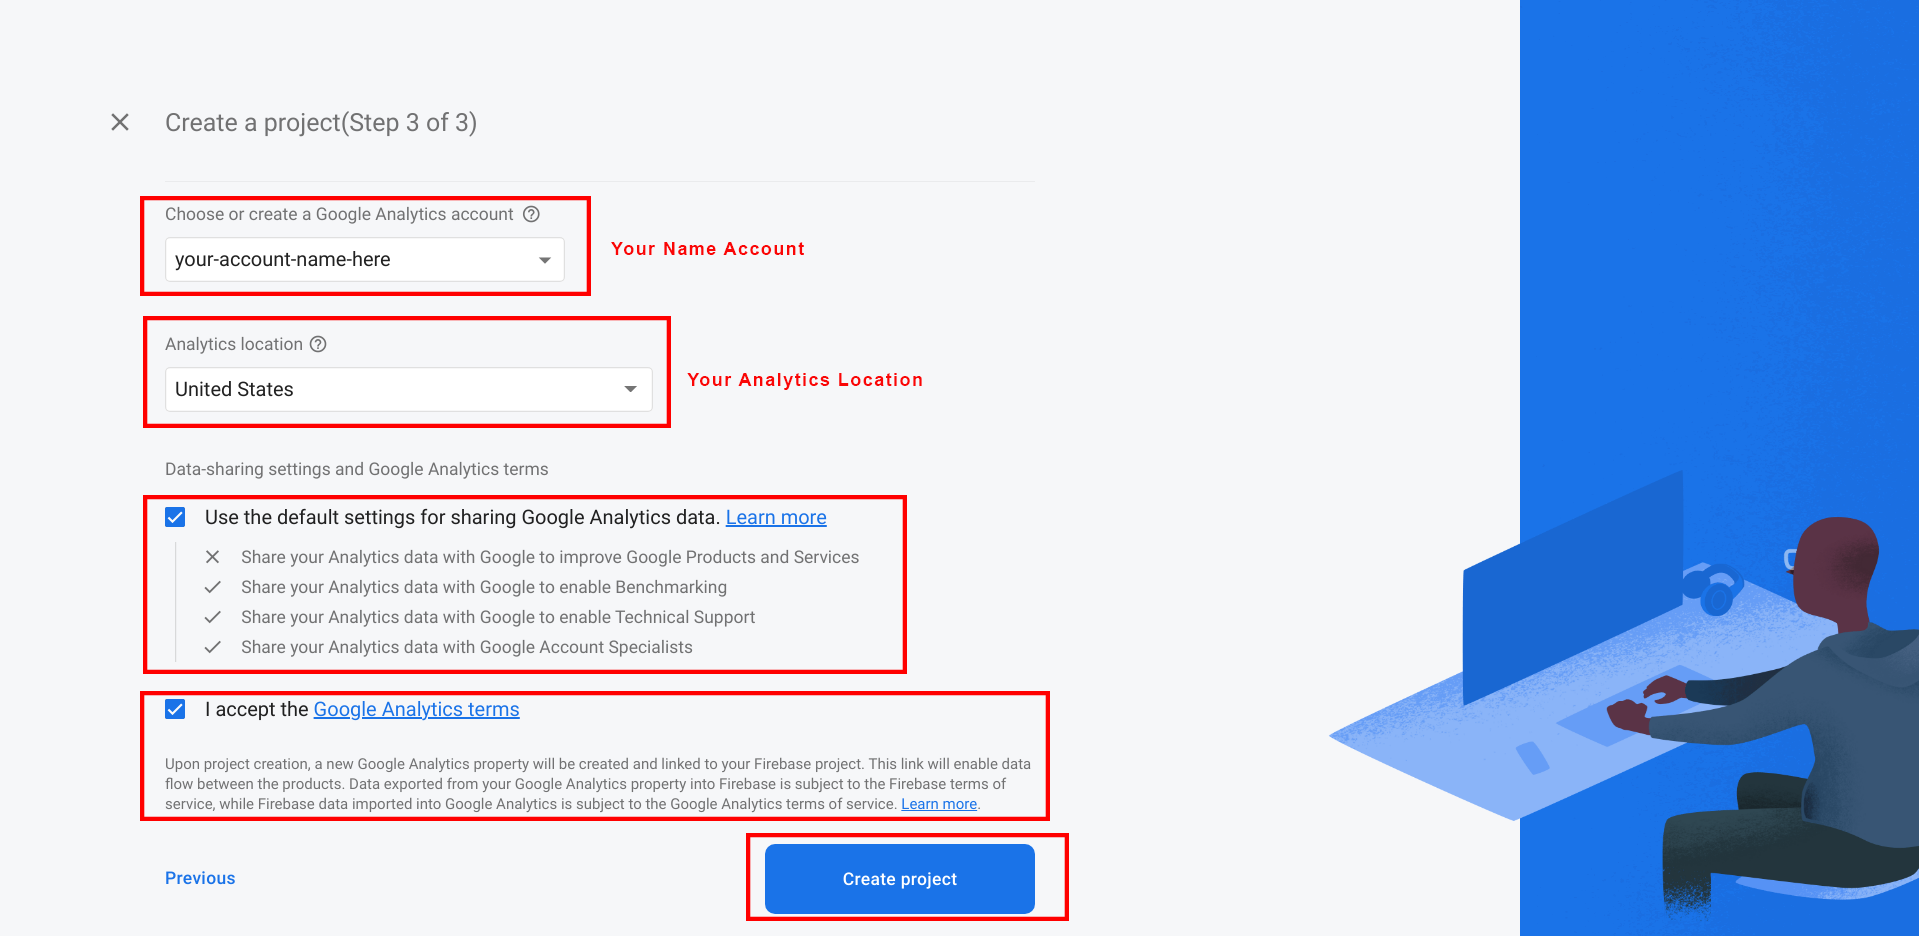 Create a project(Step 3 of 3)
Choose or create a Google Analytics account
your-account-name-here
Your Name Account
Analytics location
United States
Your Analytics Location
Data-sharing settings and Google Analytics terms
Use the default settings for sharing Google Analytics data. Learn more
Share your Analytics data with Google to improve Google Products and Services
Share your Analytics data with Google to enable Benchmarking
Share your Analytics data with Google to enable Technical Support
Share your Analytics data with Google Account Specialists
I accept the Google Analytics terms
Upon project creation, a new Google Analytics property will be created and linked to your Firebase project. This link will enable data
flow between the products. Data exported from your Google Analytics property into Firebase is subject to the Firebase terms of
service, while Firebase data imported into Google Analytics is subject to the Google Analytics terms of service. Learn more.
Previous
Create project